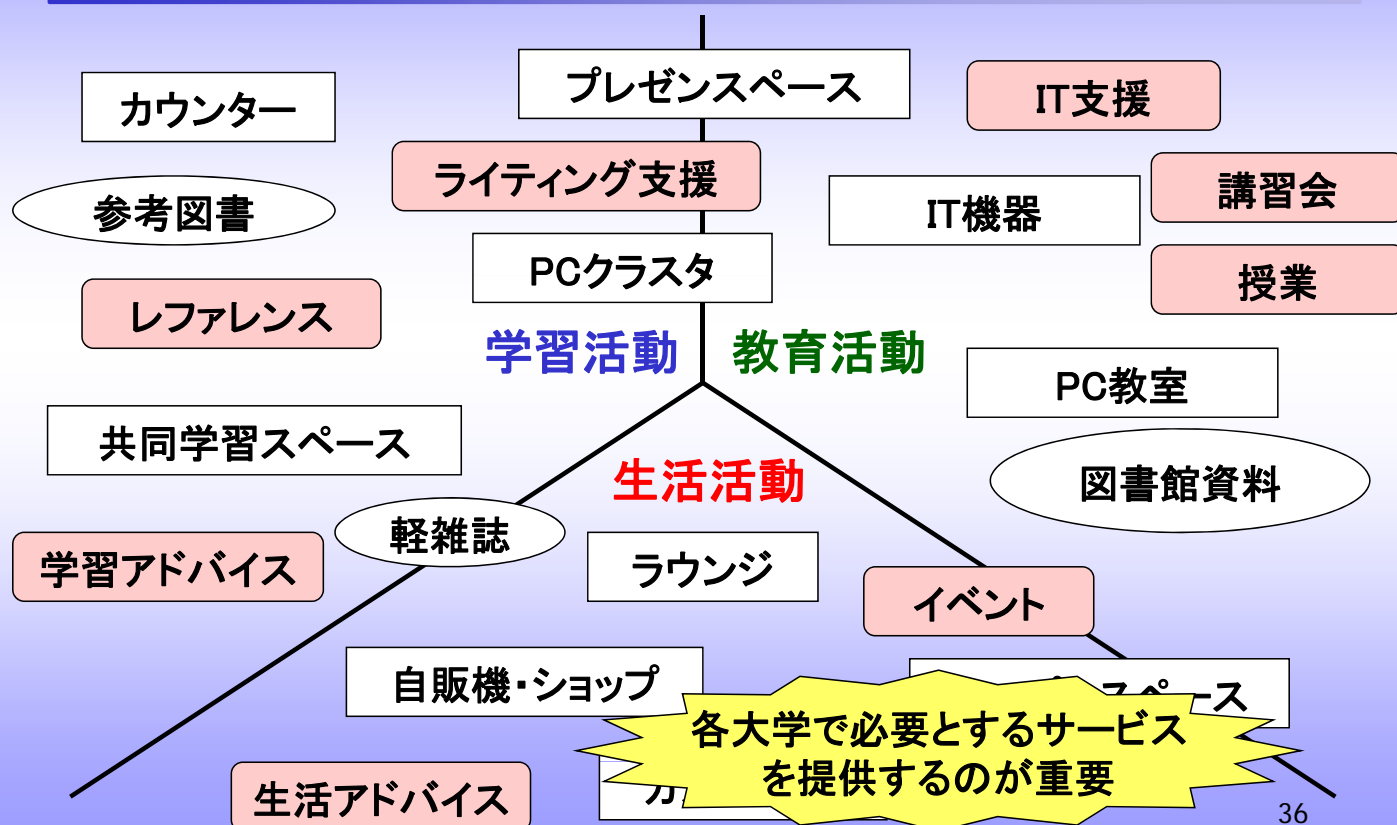 プレゼンスペース
IT支援
カウンター
ライティング支援
講習会
参考図書
IT機器
PCクラスタ
授業
レファレンス
学習活動
教育活動
PC教室
共同学習スペース
生活活動
図書館資料
軽雑誌
学習アドバイス
ラウンジ
イベント
自販機・ショップ
スペース
各大学で必要とするサービス
を提供するのが重要
生活アドバイス
36